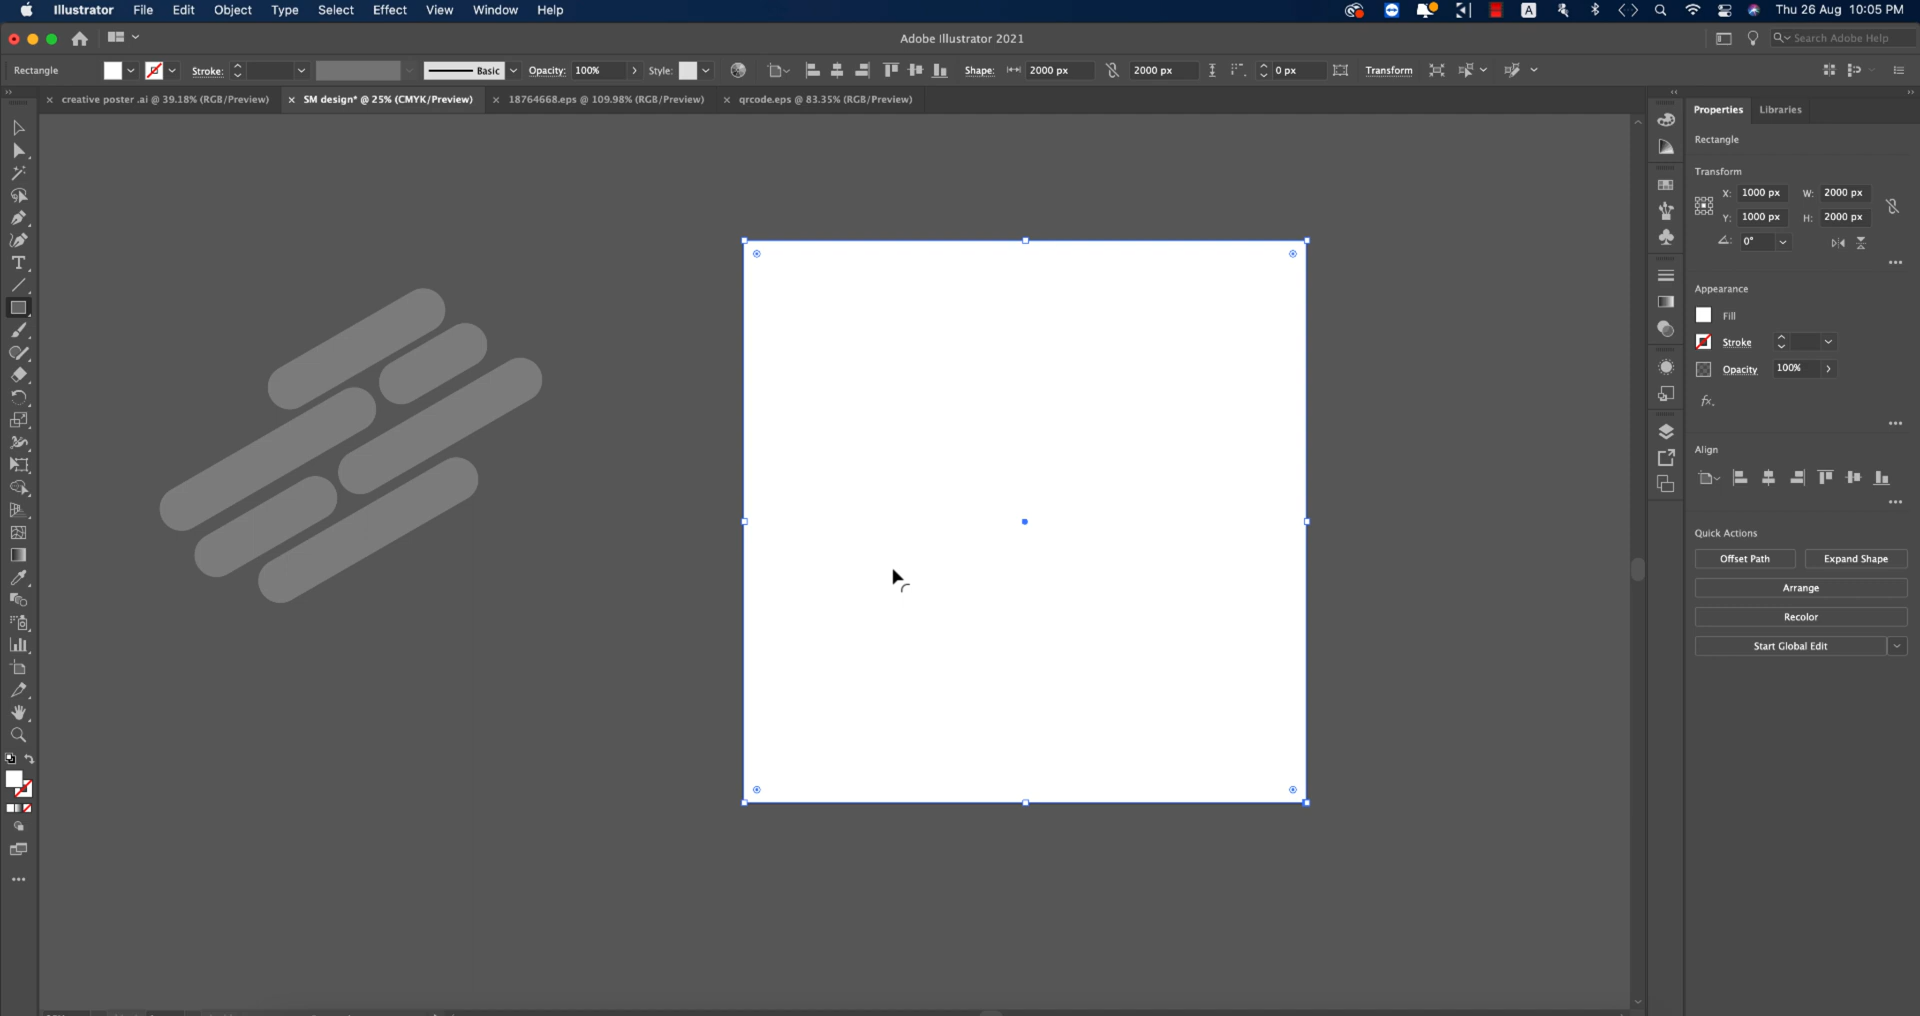 Illustrator File Edit Object Type Select Effect View Window Help A Thu 26 Aug 10:05 PM
Adobe Illustrator 2021 Search Adobe Help
Rectangle Stroke: Basic Opacity: 100% Style: Shape: 2000 px 2000 px 0 px Transform
creative poster .ai @ 39.18% (RGB/Preview) SM design* @ 25% (CMYK/Preview) 18764668.eps @ 109.98% (RGB/Preview) qrcode.eps @ 83.35% (RGB/Preview)
Properties Libraries
Rectangle
Transform
X: 1000 px W: 2000 px
Y: 1000 px H: 2000 px
0°
Appearance
Fill
Stroke
Opacity 100%
fx.
Align
Quick Actions
Offset Path Expand Shape
Arrange
Recolor
Start Global Edit